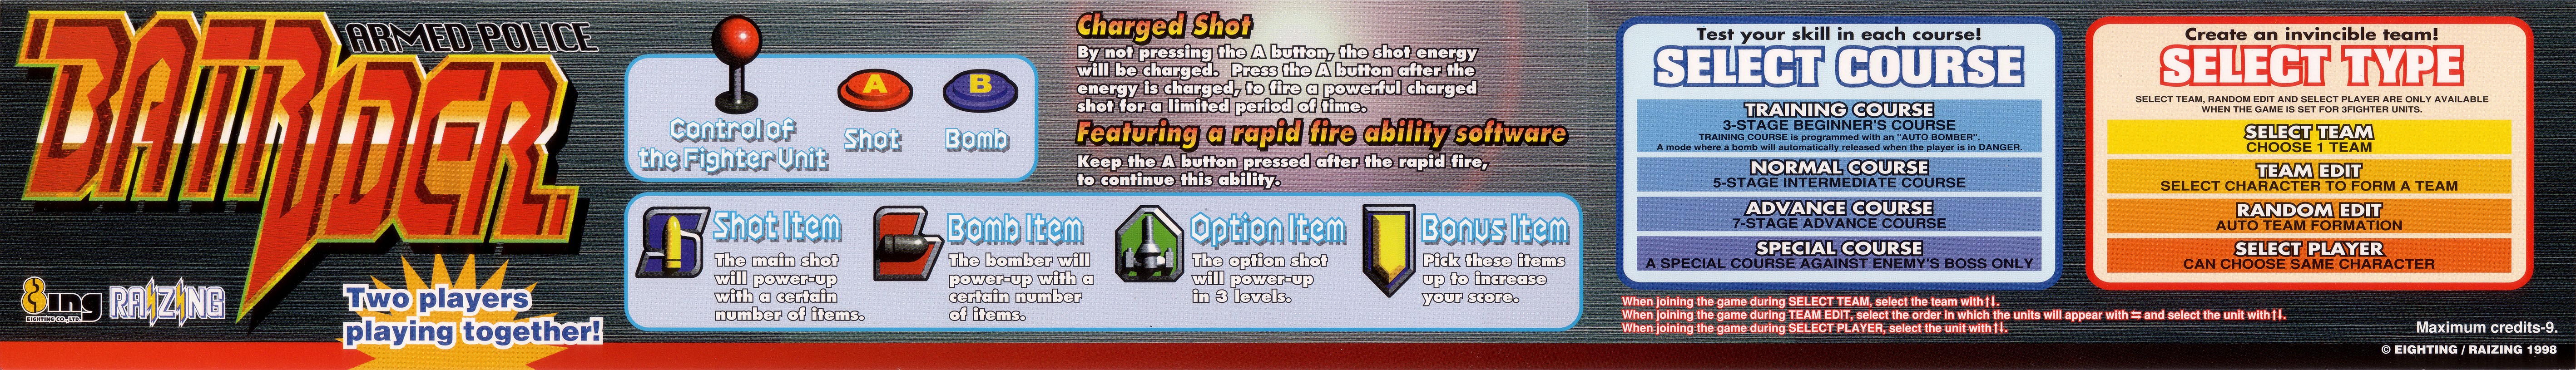 ARMED POLICE
BATRIDER
8ing
EIGHTING CO.,LTD.
RAIZING
Two players
playing together!
Control of
the Fighter Unit
A
Shot
B
Bomb
Charged Shot
By not pressing the A button, the shot energy
will be charged. Press the A button after the
energy is charged, to fire a powerful charged
shot for a limited period of time.
Featuring a rapid fire ability software
Keep the A button pressed after the rapid fire,
to continue this ability.
S
Shot Item
The main shot
will power-up
with a certain
number of items.
Bomb Item
The bomber will
power-up with a
certain number
of items.
Option Item
The option shot
will power-up
in 3 levels.
Bonus Item
Pick these items
up to increase
your score.
Test your skill in each course!
SELECT COURSE
TRAINING COURSE
3-STAGE BEGINNER'S COURSE
TRAINING COURSE is programmed with an "AUTO BOMBER".
A mode where a bomb will automatically released when the player is in DANGER.
NORMAL COURSE
5-STAGE INTERMEDIATE COURSE
ADVANCE COURSE
7-STAGE ADVANCE COURSE
SPECIAL COURSE
A SPECIAL COURSE AGAINST ENEMY'S BOSS ONLY
Create an invincible team!
SELECT TYPE
SELECT TEAM, RANDOM EDIT AND SELECT PLAYER ARE ONLY AVAILABLE
WHEN THE GAME IS SET FOR 3FIGHTER UNITS.
SELECT TEAM
CHOOSE 1 TEAM
TEAM EDIT
SELECT CHARACTER TO FORM A TEAM
RANDOM EDIT
AUTO TEAM FORMATION
SELECT PLAYER
CAN CHOOSE SAME CHARACTER
When joining the game during SELECT TEAM, select the team with↑↓.
When joining the game during TEAM EDIT, select the order in which the units will appear with ⇆ and select the unit with↑↓.
When joining the game during SELECT PLAYER, select the unit with↑↓.
Maximum credits-9.
© EIGHTING / RAIZING 1998